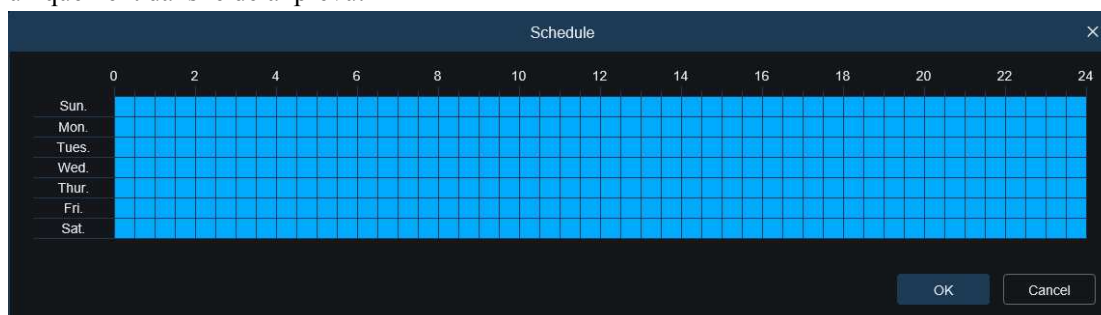 Schedule
0 2 4 6 8 10 12 14 16 18 20 22 24
Sun.
Mon.
Tues.
Wed.
Thur.
Fri.
Sat.
OK Cancel